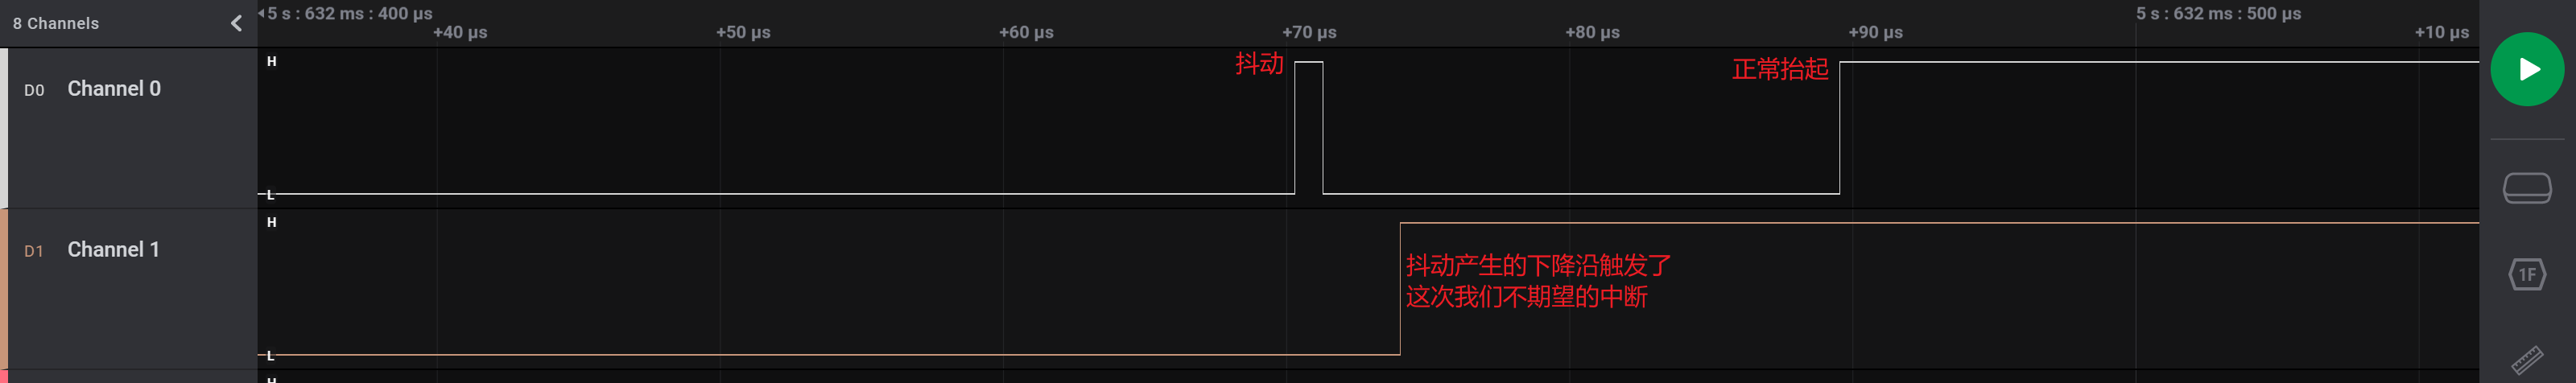 8 Channels
5 s : 632 ms : 400 µs
5 s : 632 ms : 500 µs
+40 µs
+50 µs
+60 µs
+70 µs
+80 µs
+90 µs
+10 µs
H
抖动
正常抬起
D0 Channel 0
L
H
D1 Channel 1
抖动产生的下降沿触发了
这次我们不期望的中断
1F
L
H